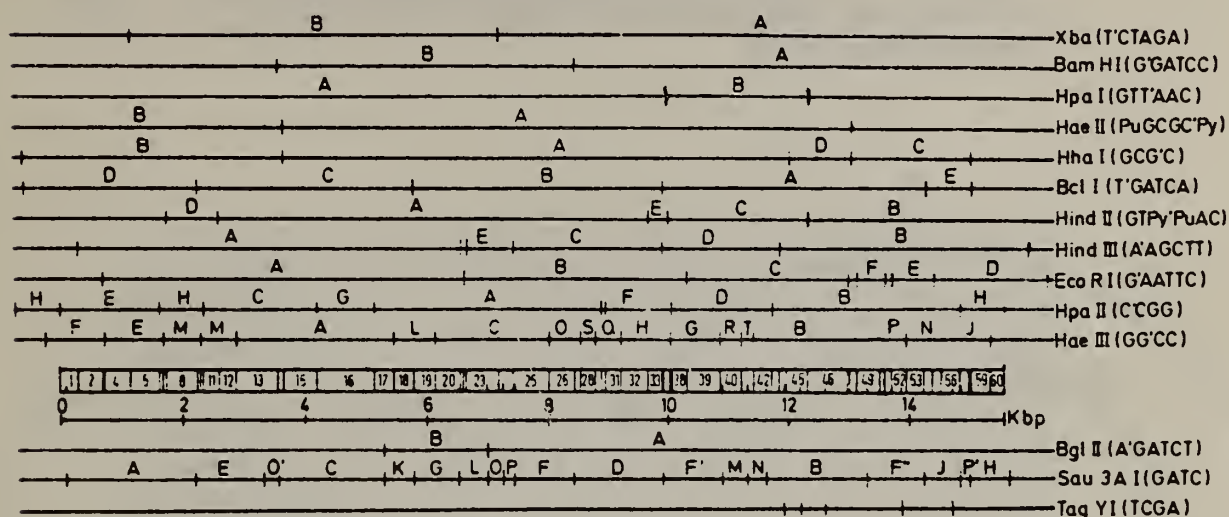 B A Xba (T'CTAGA)
B A Bam HI (G'GATCC)
A B Hpa I (GTT'AAC)
B A Hae II (PuGCGC'Py)
B A D C Hha I (GCG'C)
D C B A E Bcl I (T'GATCA)
D A E C B Hind II (GTPy'PuAC)
A E C D B Hind III (A'AGCTT)
A B C F E D Eco RI (G'AATTC)
H E H C G A F D B H Hpa II (C'CGG)
F E M M A L C O S Q H G R T B P N J Hae III (GG'CC)
1 2 4 5 8 11 12 13 15 16 17 18 19 20 23 25 26 28 31 32 33 38 39 40 42 45 46 49 52 53 56 59 60
0 2 4 6 8 10 12 14 Kbp
B A Bgl II (A'GATCT)
A E O' C K G L O P F D F' M N B F" J P' H Sau 3A I (GATC)
Taq YI (TCGA)